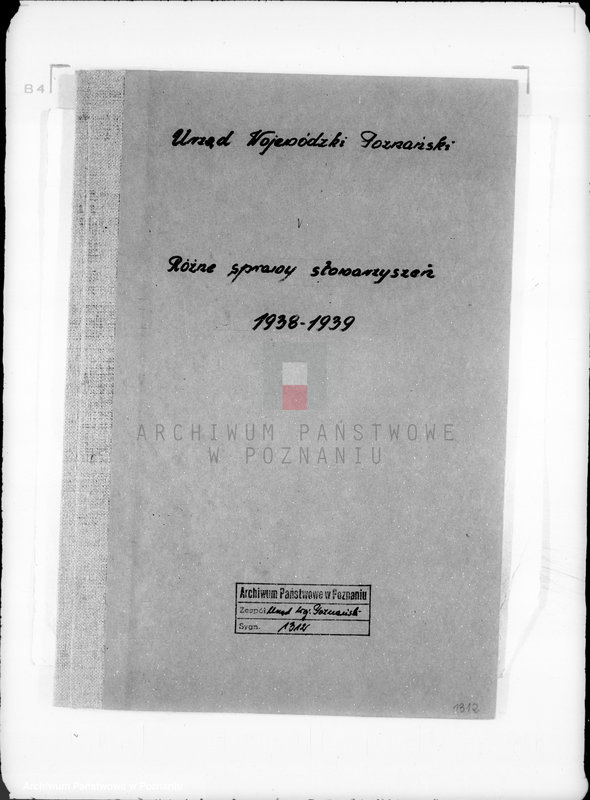 B4
Urząd Wojewódzki Poznański
Różne sprawy stowarzyszeń
1938-1939
ARCHIWUM PAŃSTWOWE
W POZNANIU
Archiwum Państwowe w Poznaniu
Zespół Urząd Woj. Poznański
Sygn. 1312
1312
Archiwum Państwowe w Poznaniu